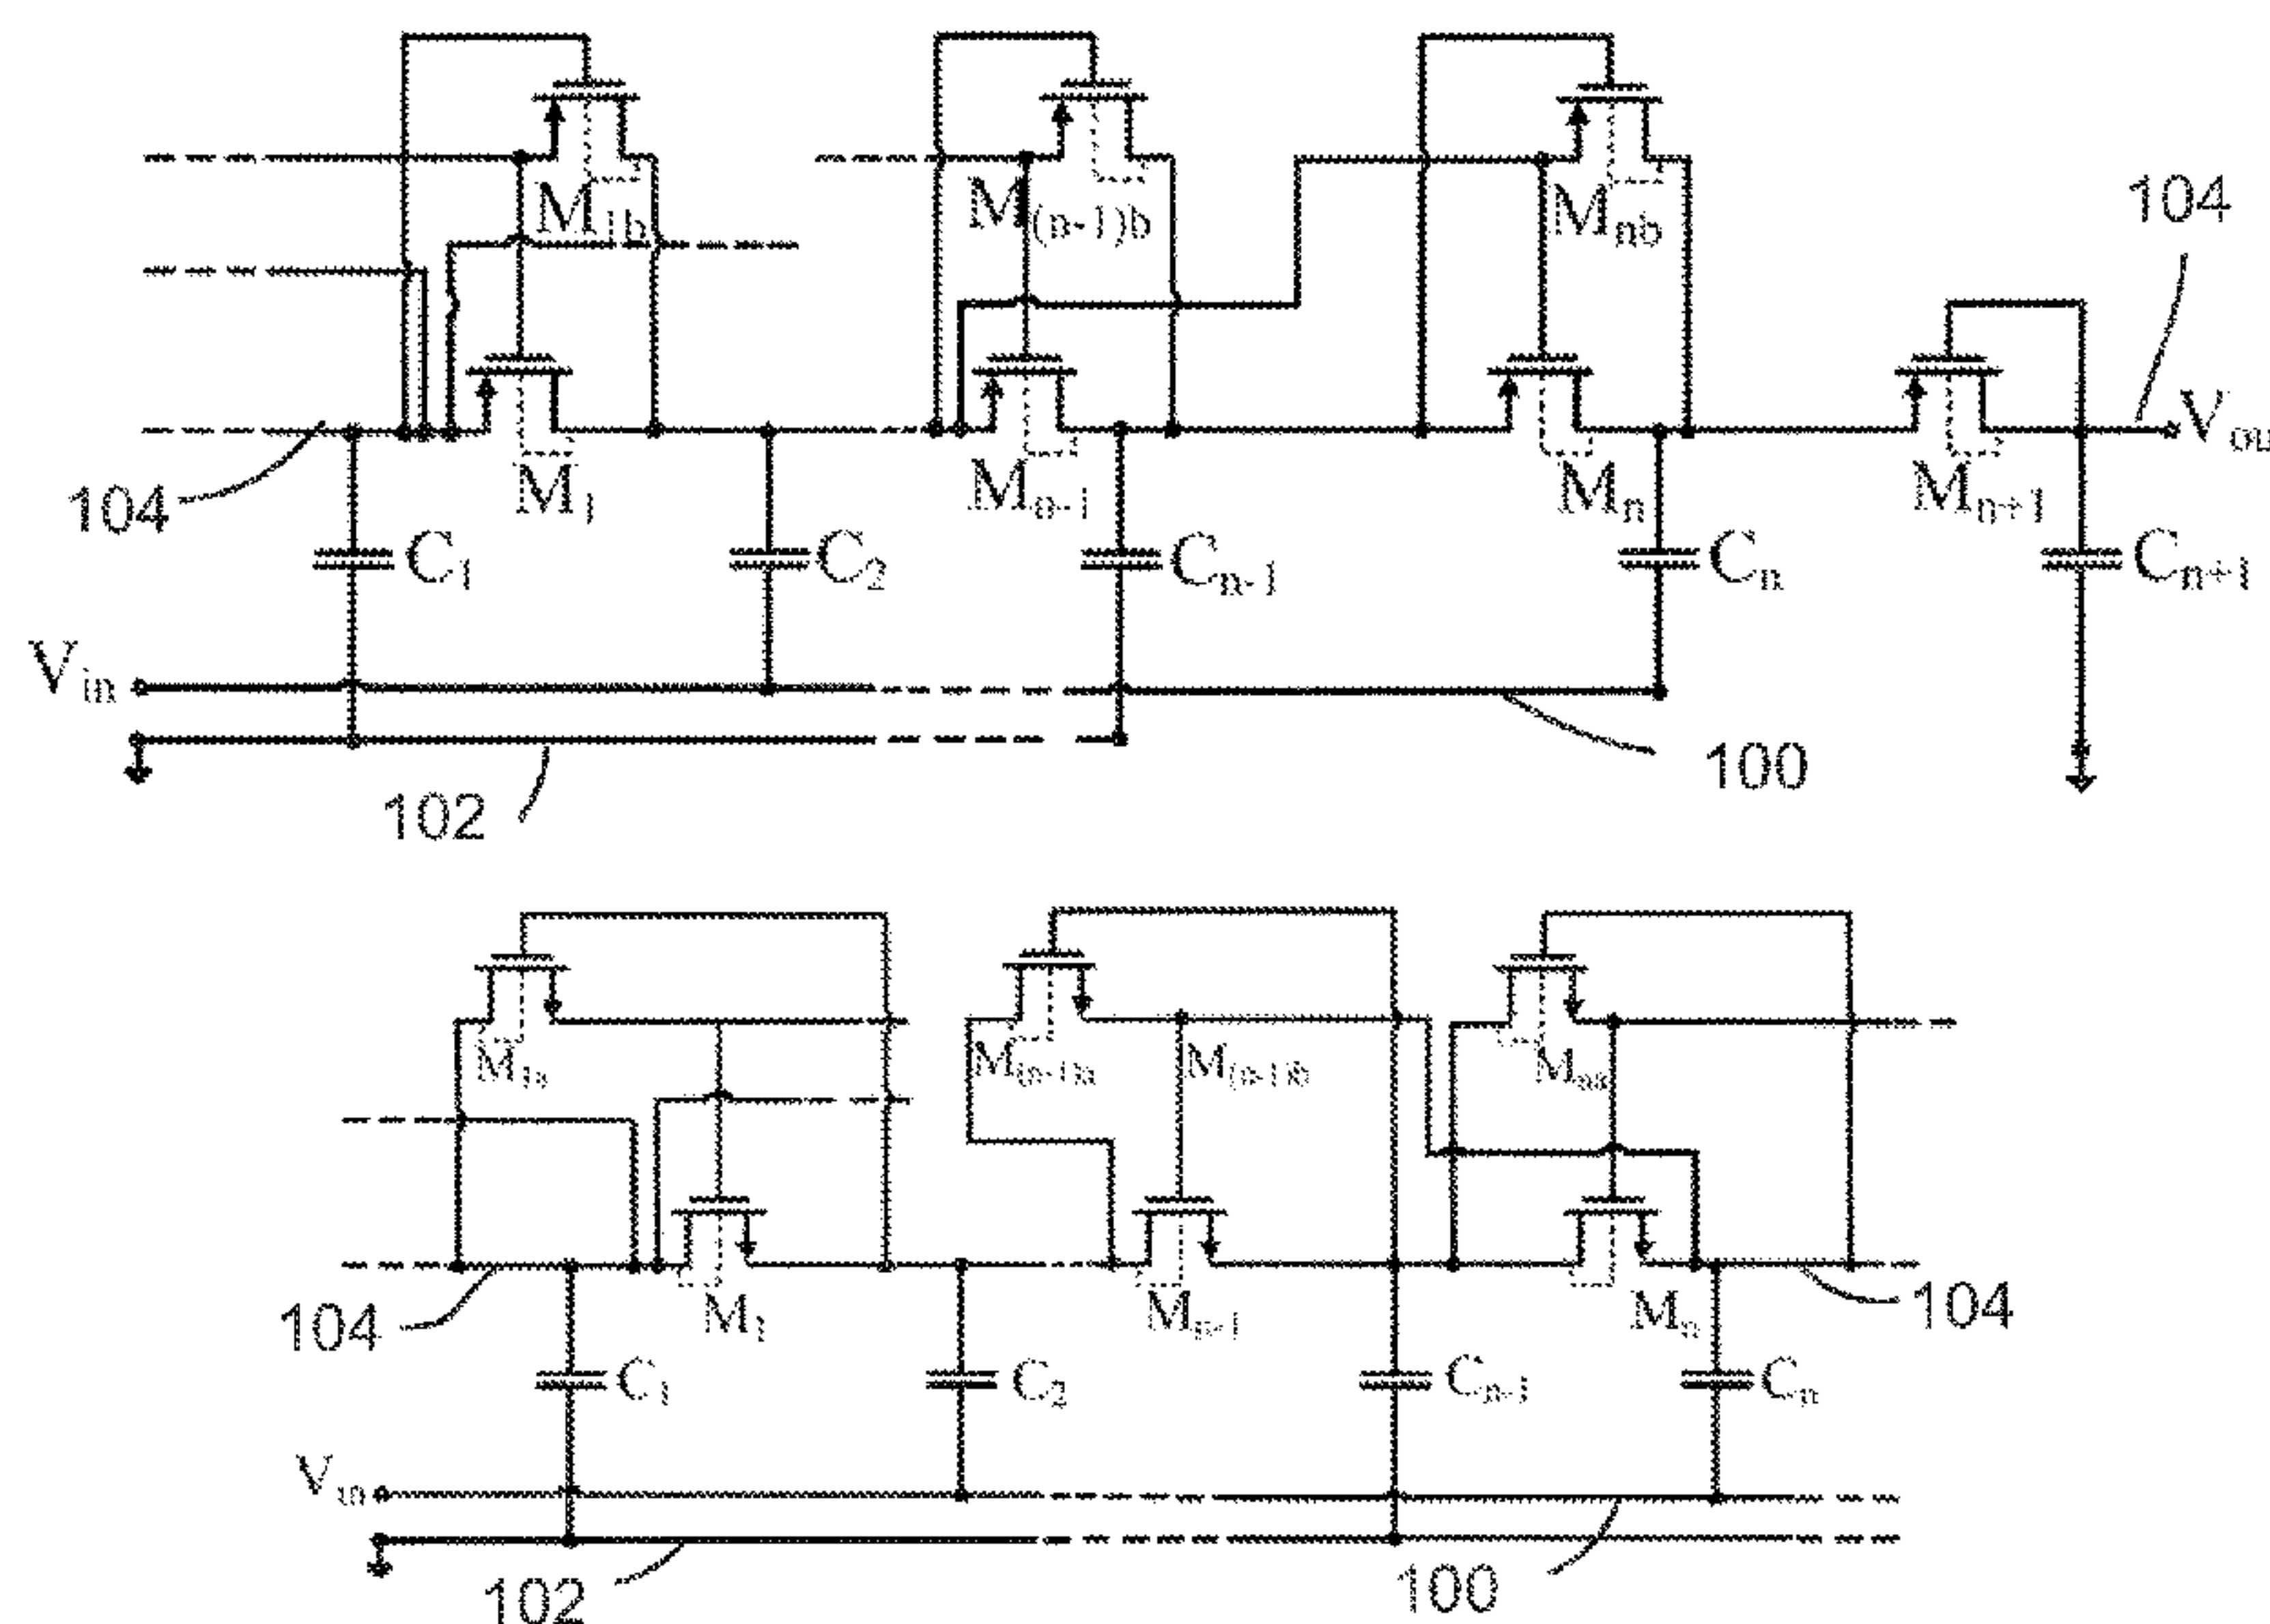 M1b
M(n-1)b
Mnb
104
Vou
104
M1
Mn-1
Mn
Mn+1
C1
C2
Cn-1
Cn
Cn+1
Vin
100
102
M1a
M(n-1)a
M(n-1)b
Mna
104
M1
Mn-1
Mn
104
C1
C2
Cn-1
Cn
Vin
102
100